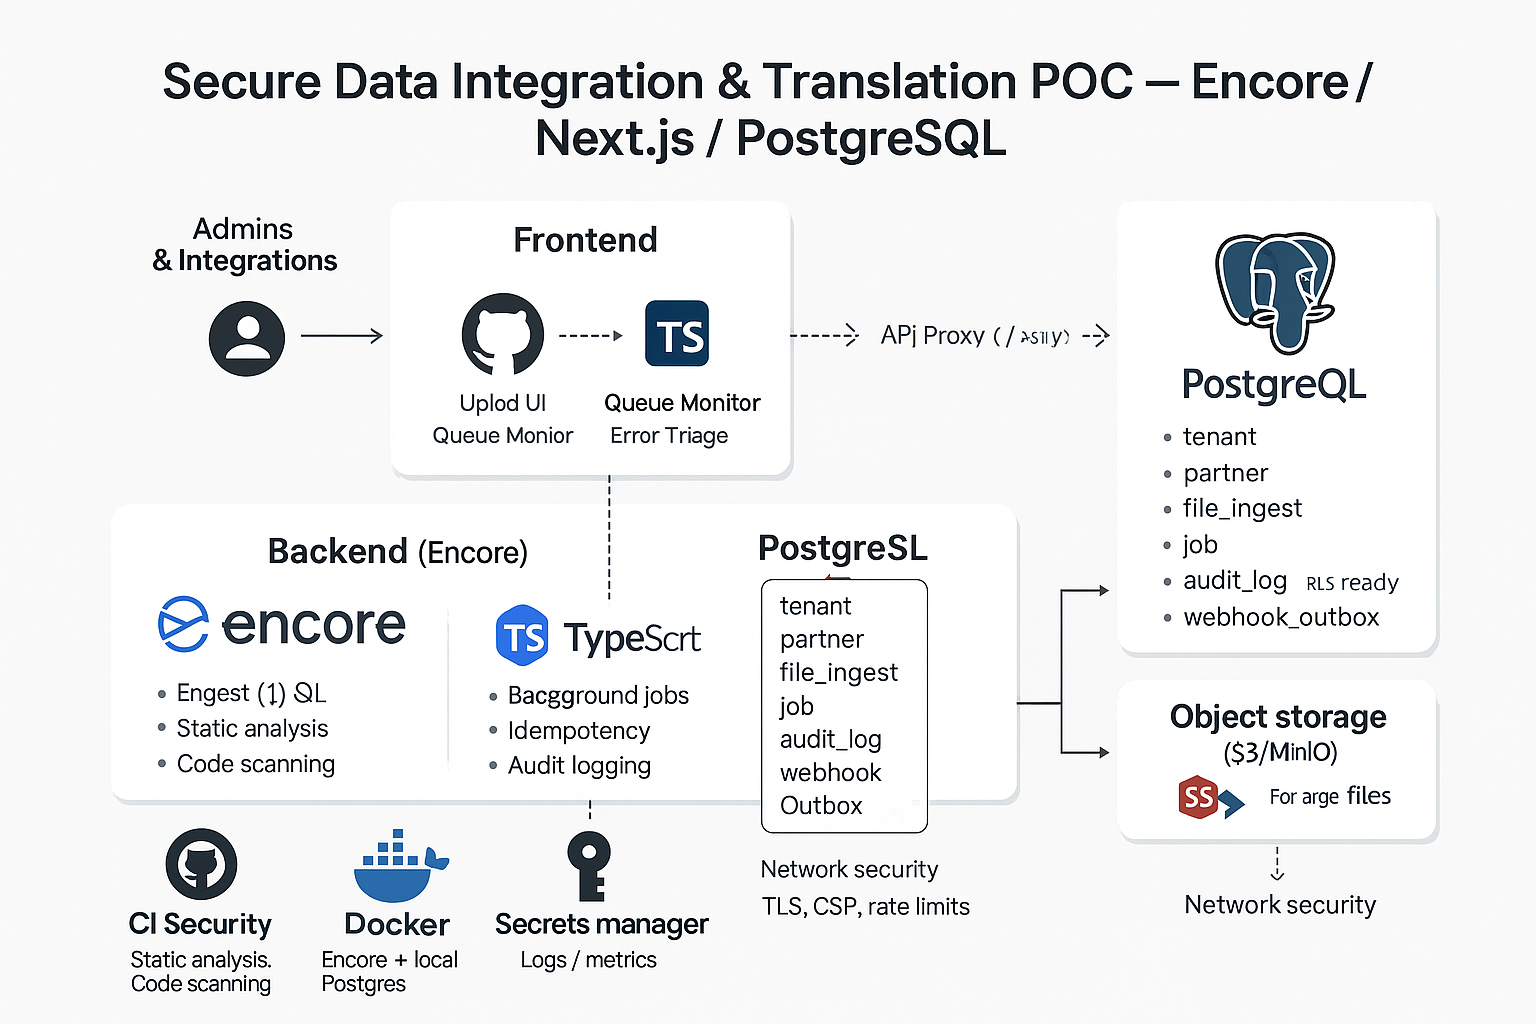 Secure Data Integration & Translation POC — Encore/
Next.js / PostgreSQL
Admins
& Integrations
Frontend
TS
Uplod UI
Queue Monior
Queue Monitor
Error Triage
APj Proxy
PostgreQL
tenant
partner
file_ingest
job
audit_log RLS ready
webhook_outbox
Backend (Encore)
encore
Engest (1) QL
Static analysis
Code scanning
TS TypeScrt
Bacgground jobs
Idempotency
Audit logging
PostgreSL
tenant
partner
file_ingest
job
audit_log
webhook
Outbox
Object storage
($3/MinIO)
SS
For arge files
Network security
CI Security
Static analysis.
Code scanning
Docker
Encore + local
Postgres
Secrets manager
Logs / metrics
Network security
TLS, CSP, rate limits